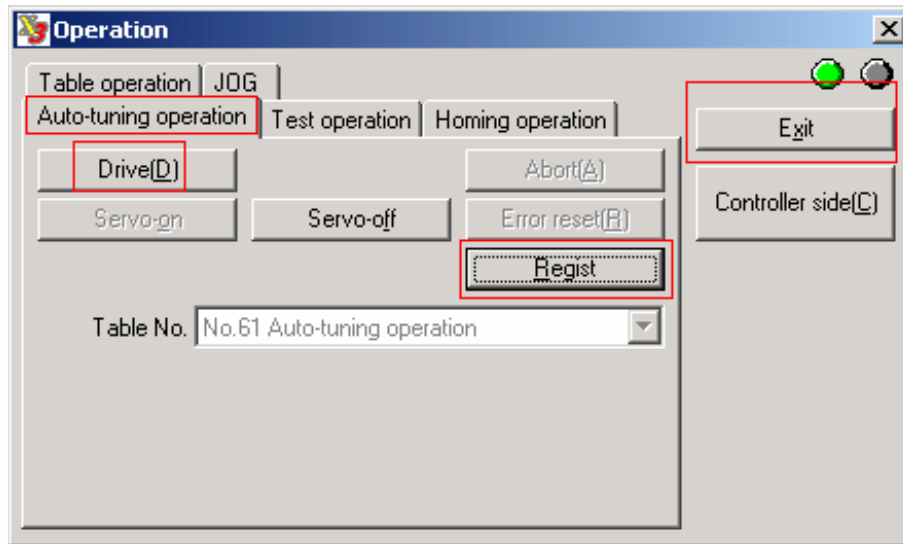 Operation
Table operation JOG
Auto-tuning operation Test operation Homing operation
Exit
Drive(D) Abort(A)
Controller side(C)
Servo-on Servo-off Error reset(R)
Regist
Table No. No.61 Auto-tuning operation